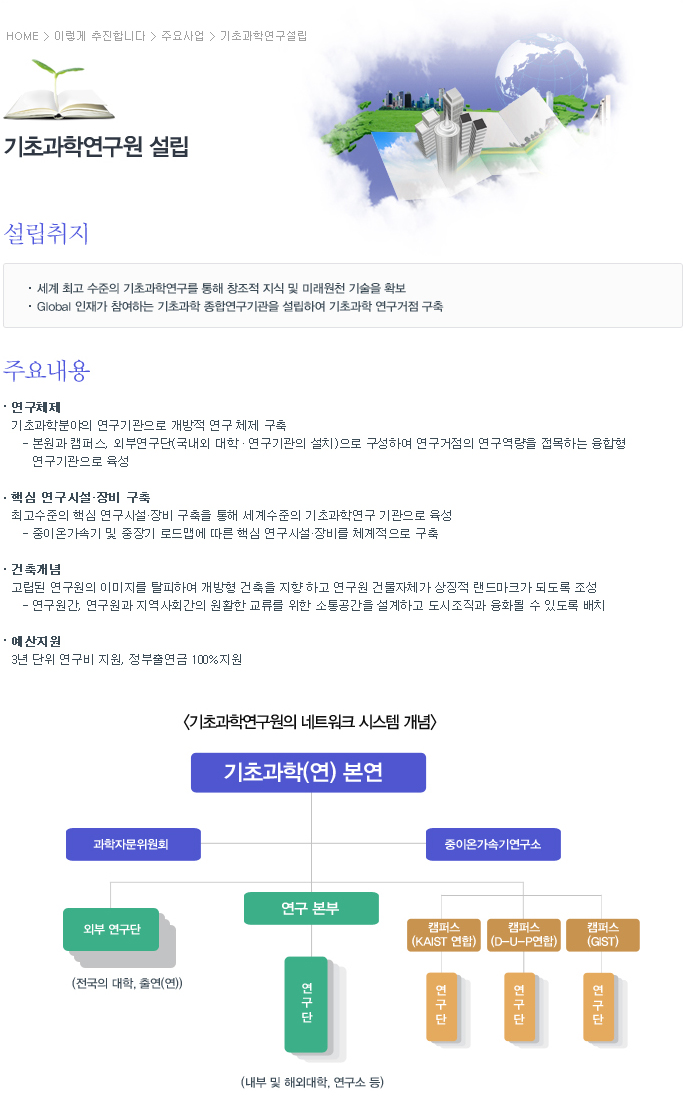 HOME > 이렇게 추진합니다 > 주요사업 > 기초과학연구설립
기초과학연구원 설립
설립취지
· 세계 최고 수준의 기초과학연구를 통해 창조적 지식 및 미래원천 기술을 확보
· Global 인재가 참여하는 기초과학 종합연구기관을 설립하여 기초과학 연구거점 구축
주요내용
· 연구체제
기초과학분야의 연구기관으로 개방적 연구 체제 구축
- 본원과 캠퍼스, 외부연구단(국내외 대학 · 연구기관의 설치)으로 구성하여 연구거점의 연구역량을 접목하는 융합형
연구기관으로 육성
· 핵심 연구시설·장비 구축
최고수준의 핵심 연구시설·장비 구축을 통해 세계수준의 기초과학연구 기관으로 육성
- 중이온가속기 및 중장기 로드맵에 따른 핵심 연구시설·장비를 체계적으로 구축
· 건축개념
고립된 연구원의 이미지를 탈피하여 개방형 건축을 지향 하고 연구원 건물자체가 상징적 랜드마크가 되도록 조성
- 연구원간, 연구원과 지역사회간의 원활한 교류를 위한 소통공간을 설계하고 도시조직과 융화될 수 있도록 배치
· 예산지원
3년 단위 연구비 지원, 정부출연금 100%지원
<기초과학연구원의 네트워크 시스템 개념>
기초과학(연) 본연
과학자문위원회
중이온가속기연구소
외부 연구단
(전국의 대학, 출연(연))
연구 본부
연구단
(내부 및 해외대학, 연구소 등)
캠퍼스
(KAIST 연합)
캠퍼스
(D-U-P연합)
캠퍼스
(GIST)
연구단
연구단
연구단